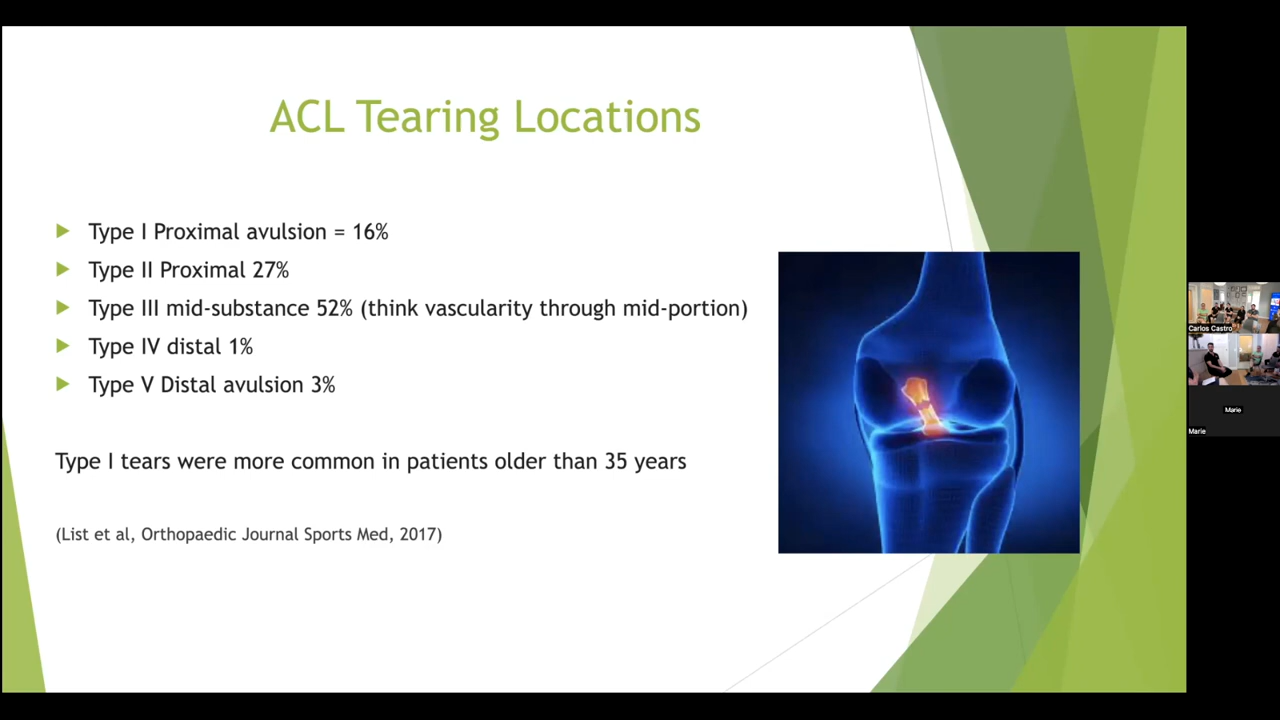 ACL Tearing Locations
Type I Proximal avulsion = 16%
Type II Proximal 27%
Type III mid-substance 52% (think vascularity through mid-portion)
Type IV distal 1%
Type V Distal avulsion 3%
Type I tears were more common in patients older than 35 years
(List et al, Orthopaedic Journal Sports Med, 2017)
Carlos Castro
Marie
Marie